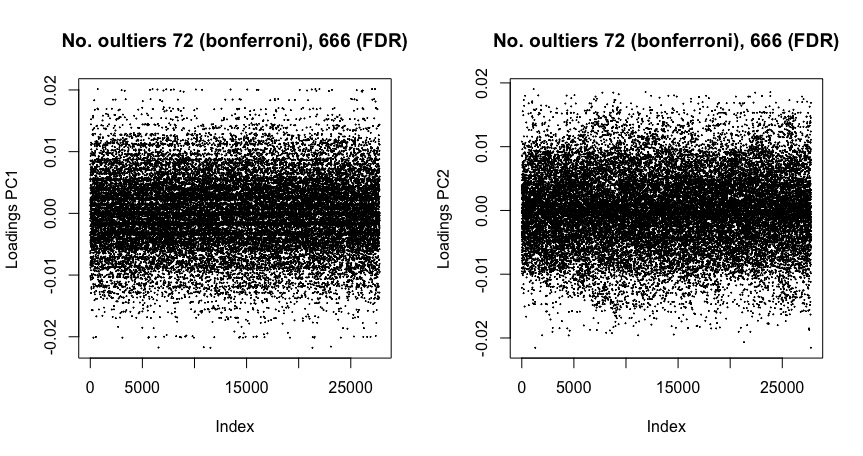 No. oultiers 72 (bonferroni), 666 (FDR)
Loadings PC1
0.02
0.01
0.00
-0.01
-0.02
0 5000 15000 25000
Index
No. oultiers 72 (bonferroni), 666 (FDR)
Loadings PC2
0.02
0.01
0.00
-0.01
-0.02
0 5000 15000 25000
Index